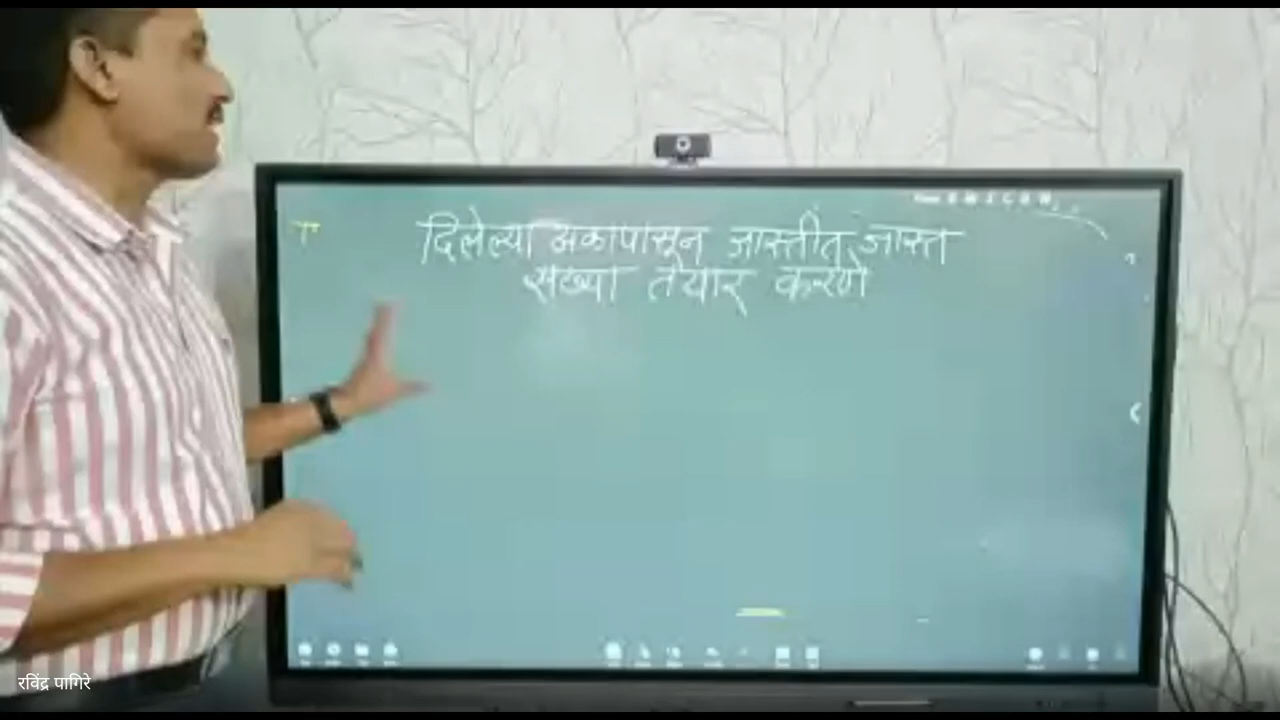 दिलेल्या अंकापासून जास्तीत जास्त
संख्या तयार करणे
रविंद्र पागिरे